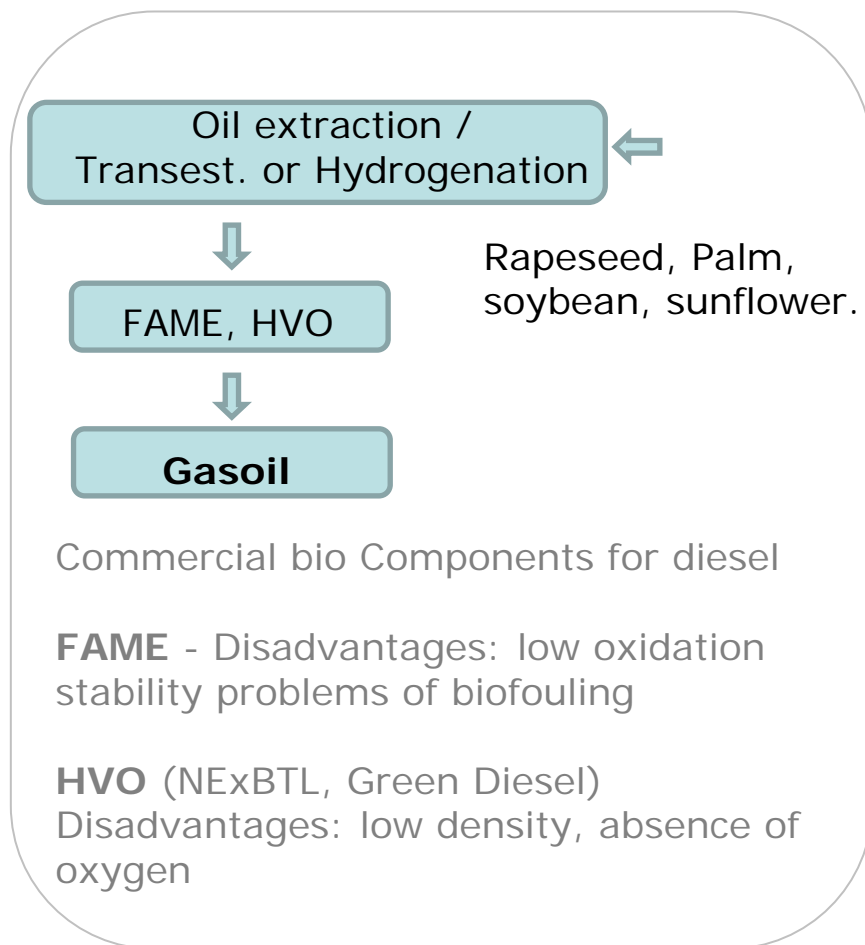 Oil extraction /
Transest. or Hydrogenation
Rapeseed, Palm,
soybean, sunflower.
FAME, HVO
Gasoil
Commercial bio Components for diesel
FAME - Disadvantages: low oxidation
stability problems of biofouling
HVO (NExBTL, Green Diesel)
Disadvantages: low density, absence of
oxygen